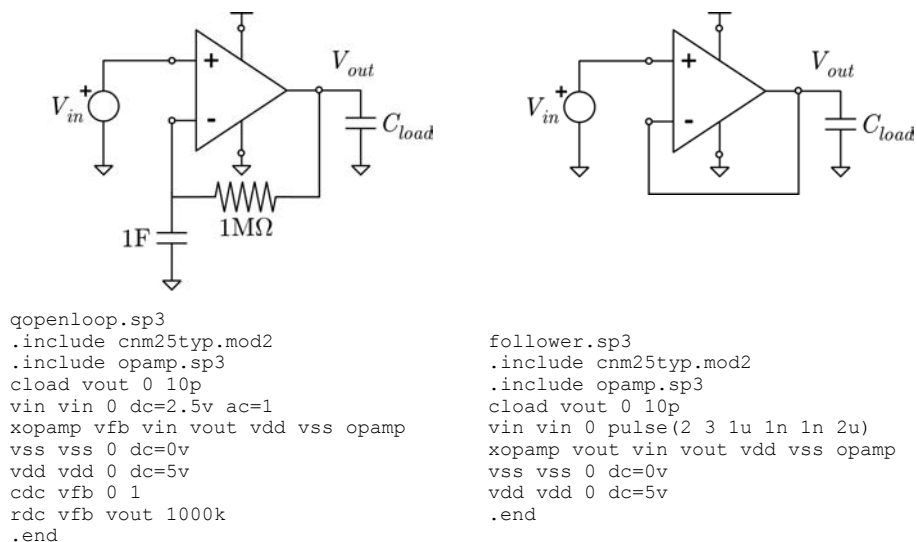 V_out
+
V_in
+
-
C_load
1MΩ
1F
V_out
+
V_in
+
-
C_load
qopenloop.sp3
.include cnm25typ.mod2
.include opamp.sp3
cload vout 0 10p
vin vin 0 dc=2.5v ac=1
xopamp vfb vin vout vdd vss opamp
vss vss 0 dc=0v
vdd vdd 0 dc=5v
cdc vfb 0 1
rdc vfb vout 1000k
.end
follower.sp3
.include cnm25typ.mod2
.include opamp.sp3
cload vout 0 10p
vin vin 0 pulse(2 3 1u 1n 1n 2u)
xopamp vout vin vout vdd vss opamp
vss vss 0 dc=0v
vdd vdd 0 dc=5v
.end